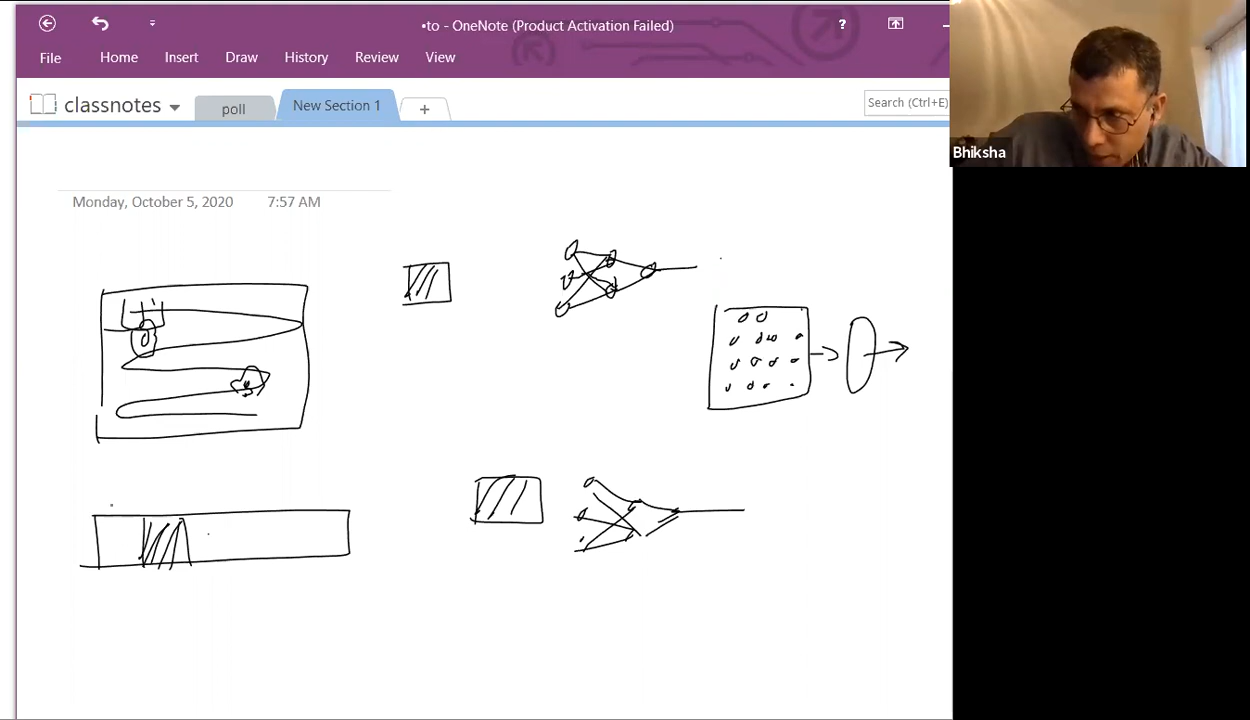 •to - OneNote (Product Activation Failed)
?
File Home Insert Draw History Review View
classnotes poll New Section 1 + Search (Ctrl+E)
Bhiksha
Monday, October 5, 2020 7:57 AM